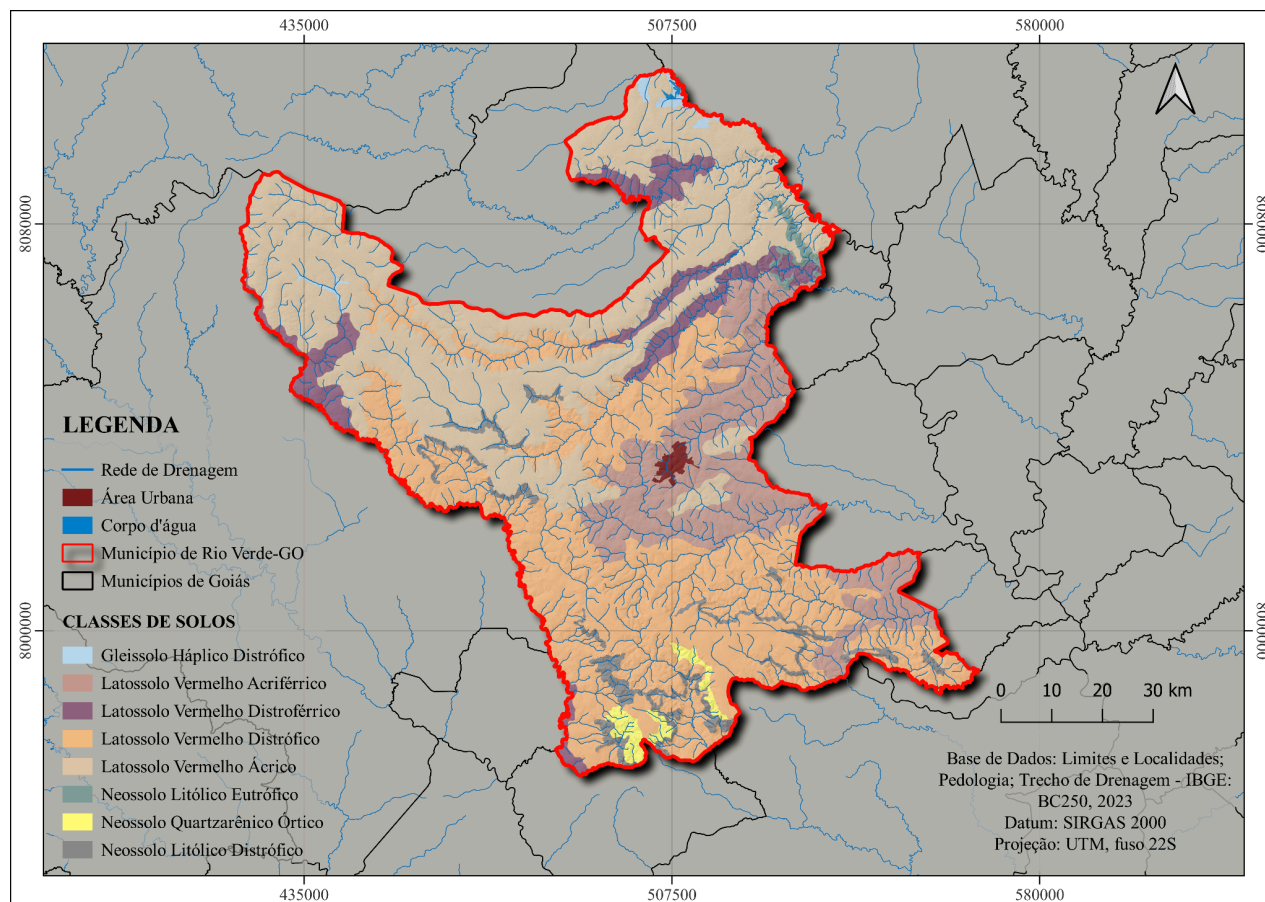 435000 507500 580000
8080000 8080000
LEGENDA
Rede de Drenagem
Área Urbana
Corpo d'água
Município de Rio Verde-GO
Municípios de Goiás
CLASSES DE SOLOS
Gleissolo Háplico Distrófico
Latossolo Vermelho Acriférrico
Latossolo Vermelho Distroférrico
Latossolo Vermelho Distrófico
Latossolo Vermelho Ácrico
Neossolo Litólico Eutrófico
Neossolo Quartzarênico Órtico
Neossolo Litólico Distrófico
8000000 8000000
0 10 20 30 km
Base de Dados: Limites e Localidades;
Pedologia; Trecho de Drenagem - IBGE:
BC250, 2023
Datum: SIRGAS 2000
Projeção: UTM, fuso 22S
435000 507500 580000